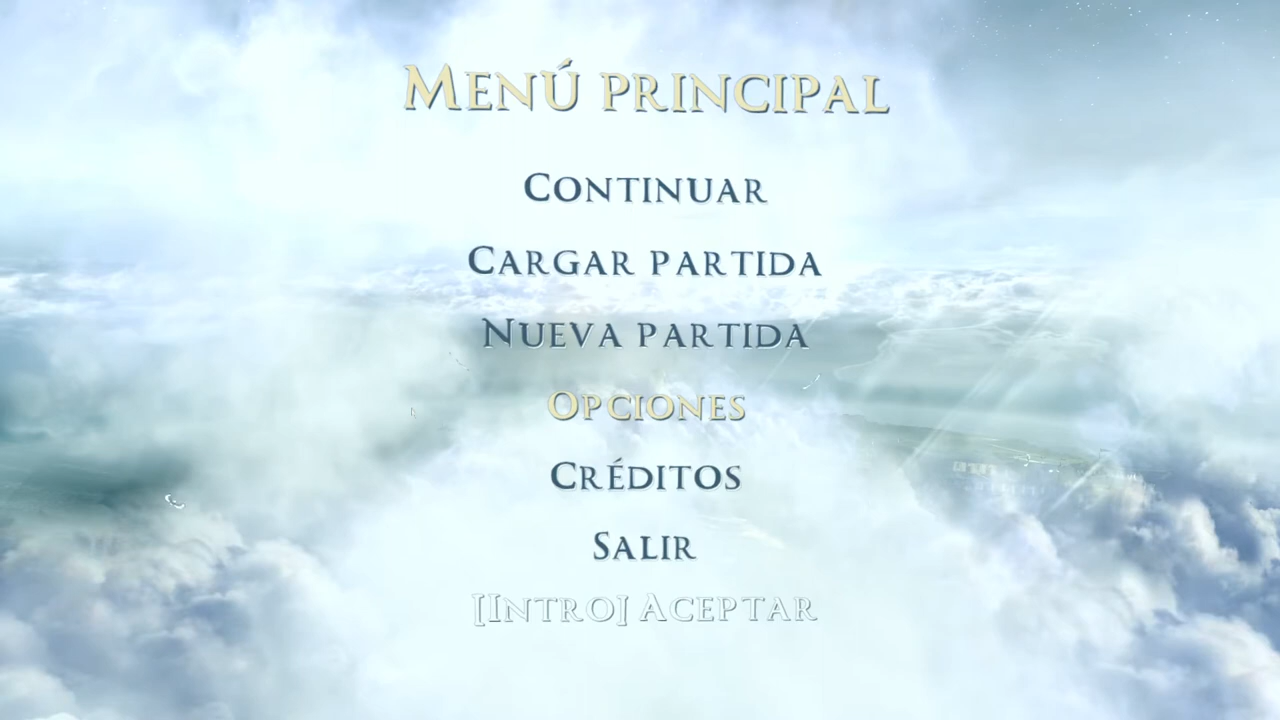 Menú principal
Continuar
Cargar partida
Nueva partida
Opciones
Créditos
Salir
[Intro] Aceptar